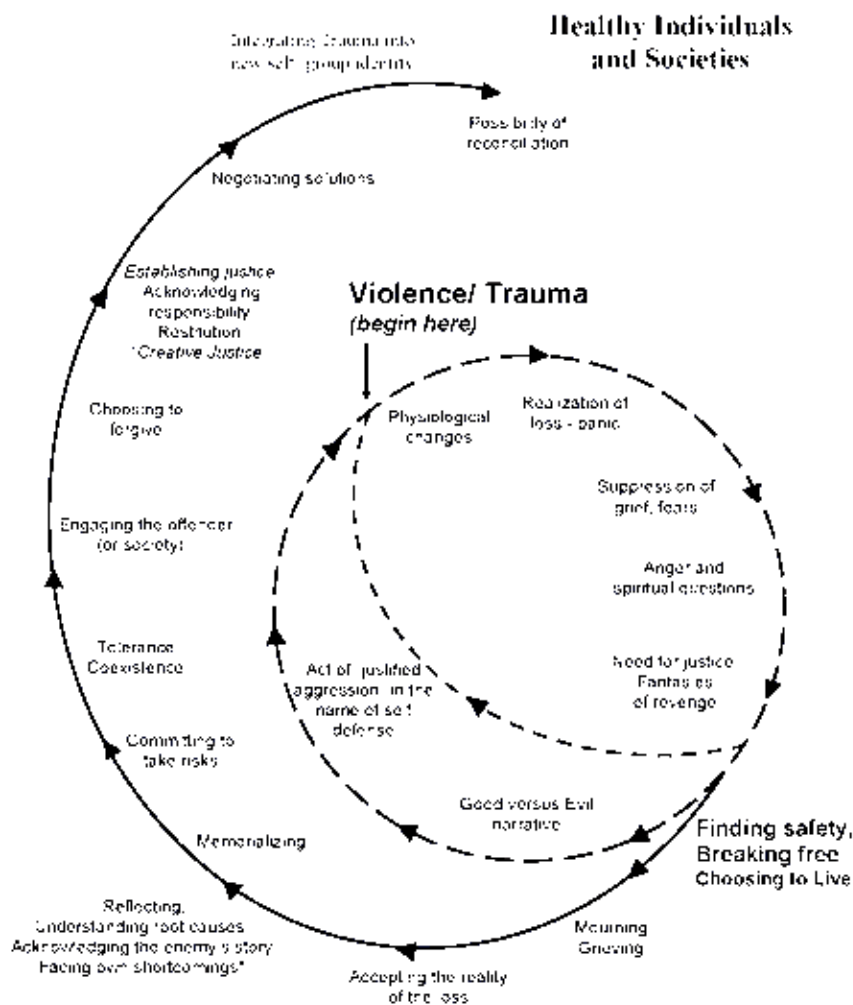 Healthy Individuals
and Societies
Integrating trauma into
new self-group identity
Possibility of
reconciliation
Negotiating solutions
Establishing justice
Acknowledging
responsibility
Restitution
"Creative Justice
Violence/ Trauma
(begin here)
Physiological
changes
Realization of
loss - panic
Choosing to
forgive
Suppression of
grief, fears
Engaging the offender
(or society)
Anger and
spiritual questions
Tolerance
Coexistence
Act of justified
aggression in the
name of self
defense
Need for justice
Fantasies
of revenge
Committing to
take risks
Good versus Evil
narrative
Finding safety,
Breaking free
Choosing to Live
Memorializing
Reflecting,
Understanding root causes
Acknowledging the enemy's story
Facing own shortcomings"
Mourning
Grieving
Accepting the reality
of the loss